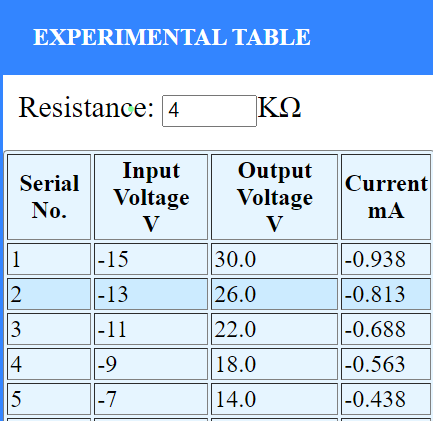 EXPERIMENTAL TABLE
Resistance: 4 KΩ
Serial No. Input Voltage V Output Voltage V Current mA
1 -15 30.0 -0.938
2 -13 26.0 -0.813
3 -11 22.0 -0.688
4 -9 18.0 -0.563
5 -7 14.0 -0.438